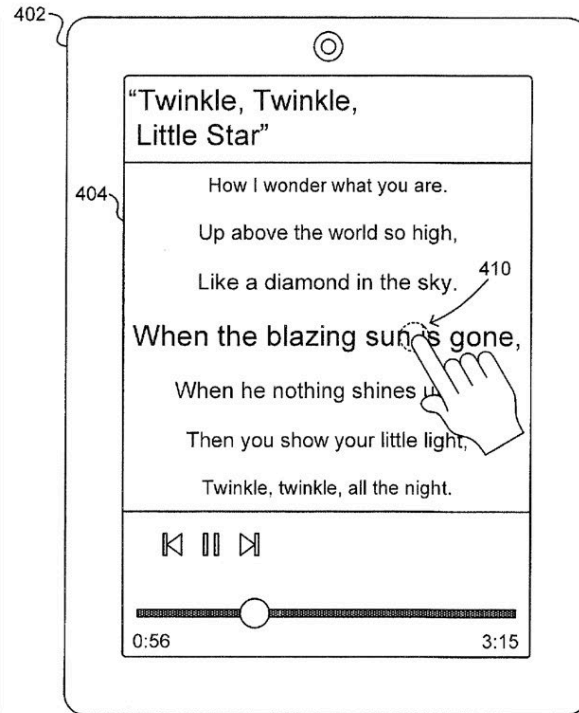 402
“Twinkle, Twinkle,
Little Star”
404
How I wonder what you are.
Up above the world so high,
Like a diamond in the sky.
410
When the blazing sun is gone,
When he nothing shines u
Then you show your little light,
Twinkle, twinkle, all the night.
0:56
3:15